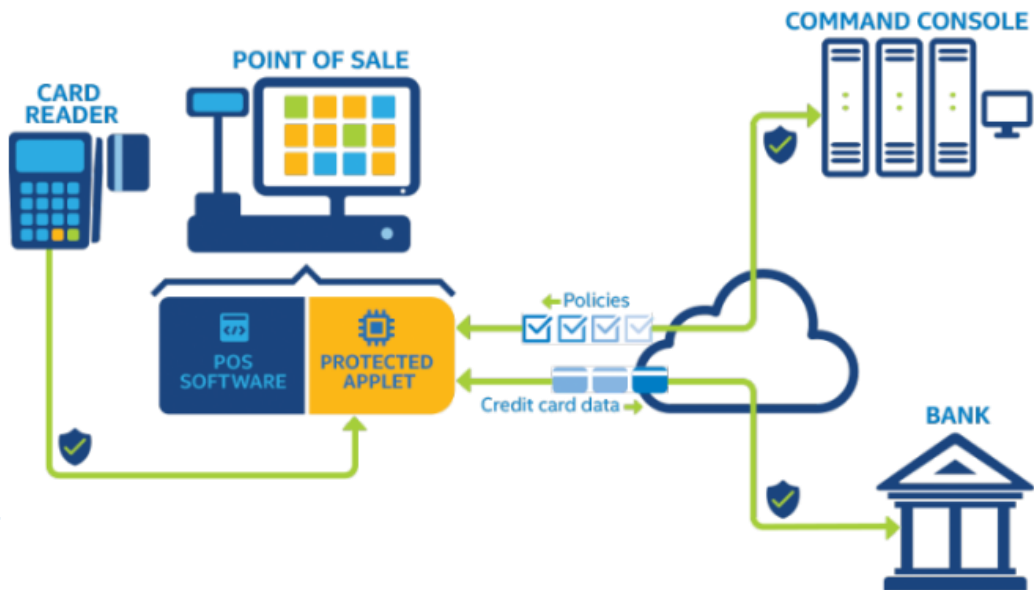 COMMAND CONSOLE
POINT OF SALE
CARD
READER
Policies
</>
POS
SOFTWARE
PROTECTED
APPLET
Credit card data
BANK